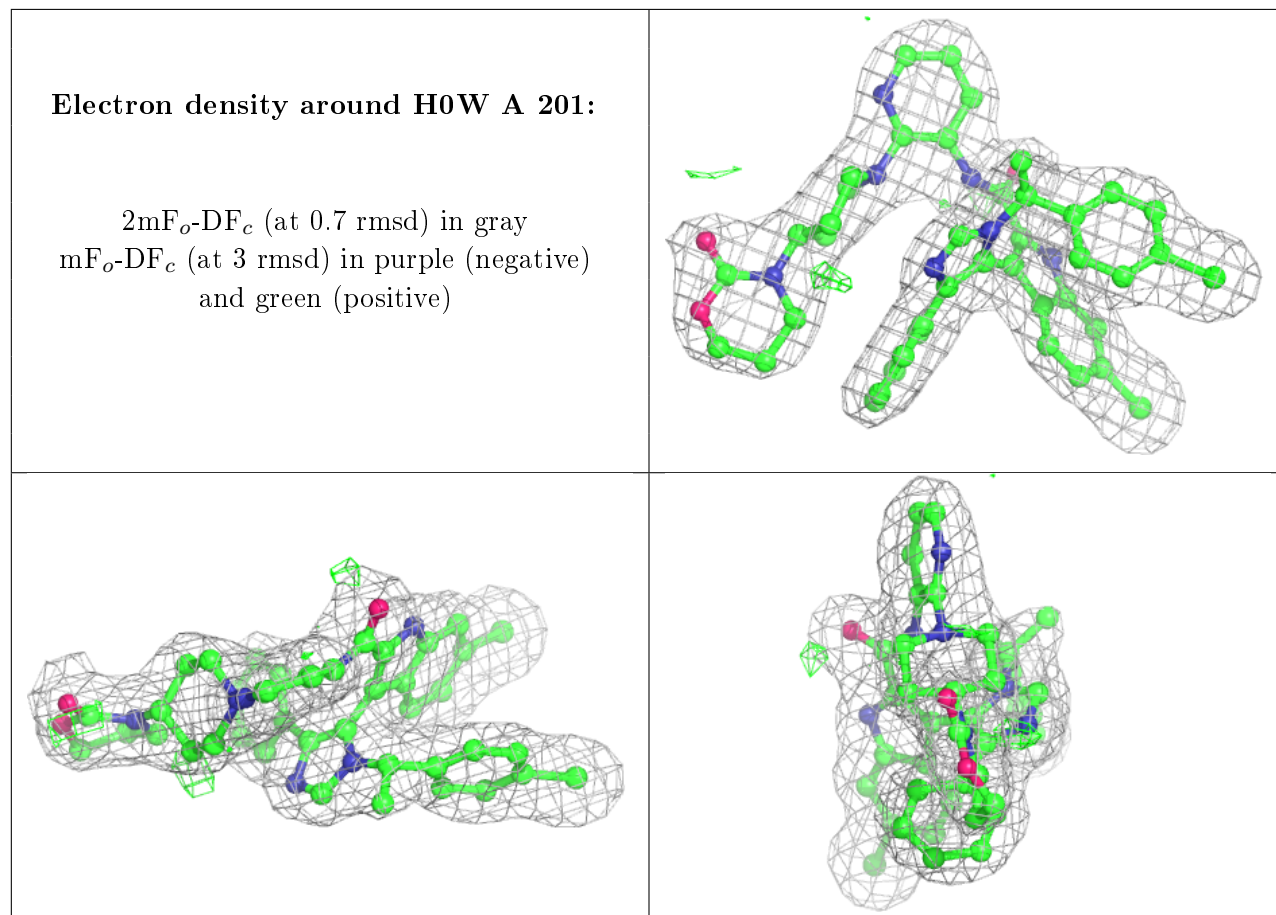 Electron density around H0W A 201:
2mFo-DFc (at 0.7 rmsd) in gray
mFo-DFc (at 3 rmsd) in purple (negative)
and green (positive)